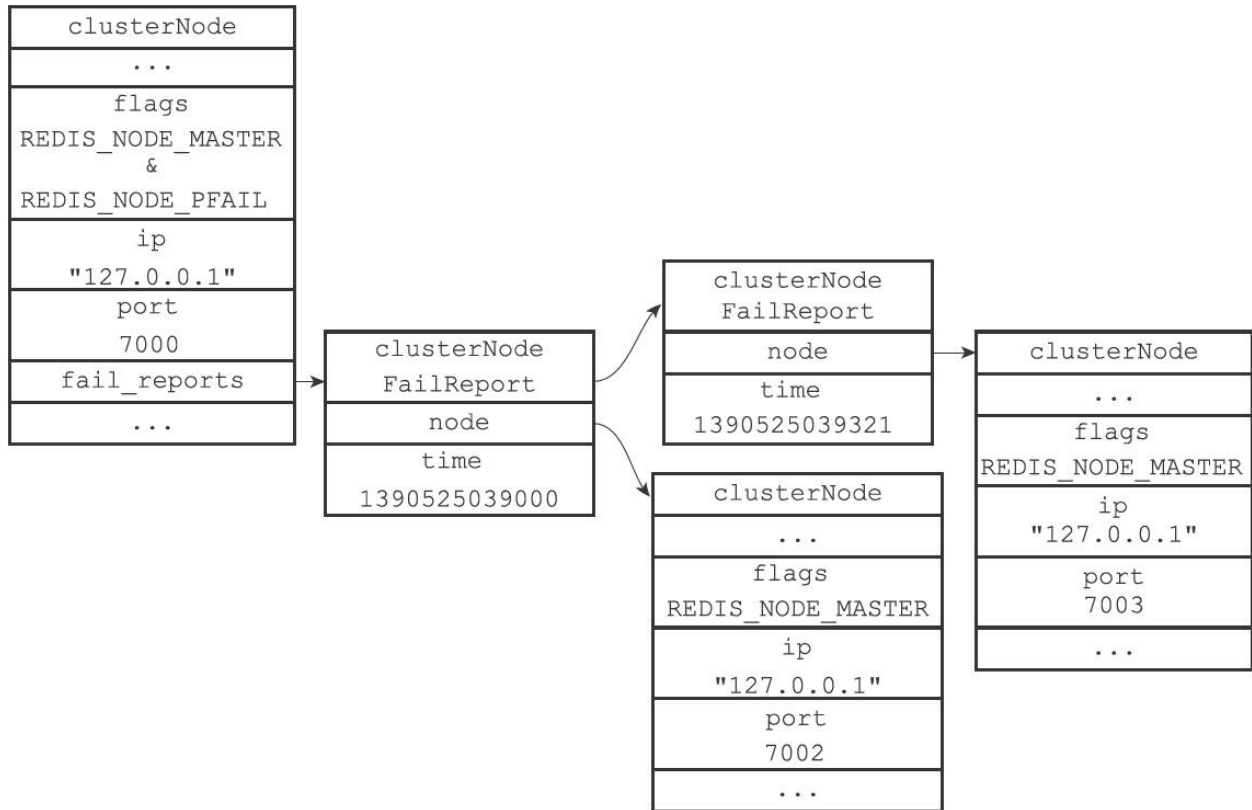 clusterNode
...
flags
REDIS_NODE_MASTER
&
REDIS_NODE_PFAIL
ip
"127.0.0.1"
port
7000
fail_reports
...
clusterNode
FailReport
node
time
1390525039000
clusterNode
FailReport
node
time
1390525039321
clusterNode
...
flags
REDIS_NODE_MASTER
ip
"127.0.0.1"
port
7002
...
clusterNode
...
flags
REDIS_NODE_MASTER
ip
"127.0.0.1"
port
7003
...